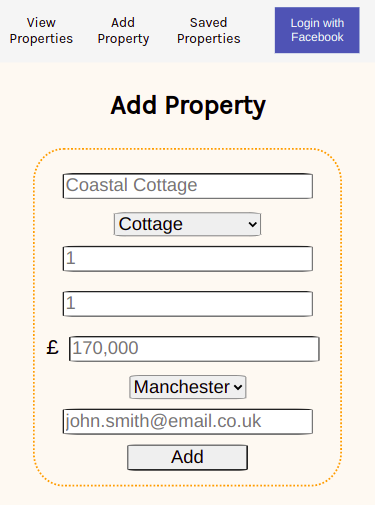 View Add Saved Login with
Properties Property Properties Facebook
Add Property
Coastal Cottage
Cottage
1
1
£ 170,000
Manchester
john.smith@email.co.uk
Add